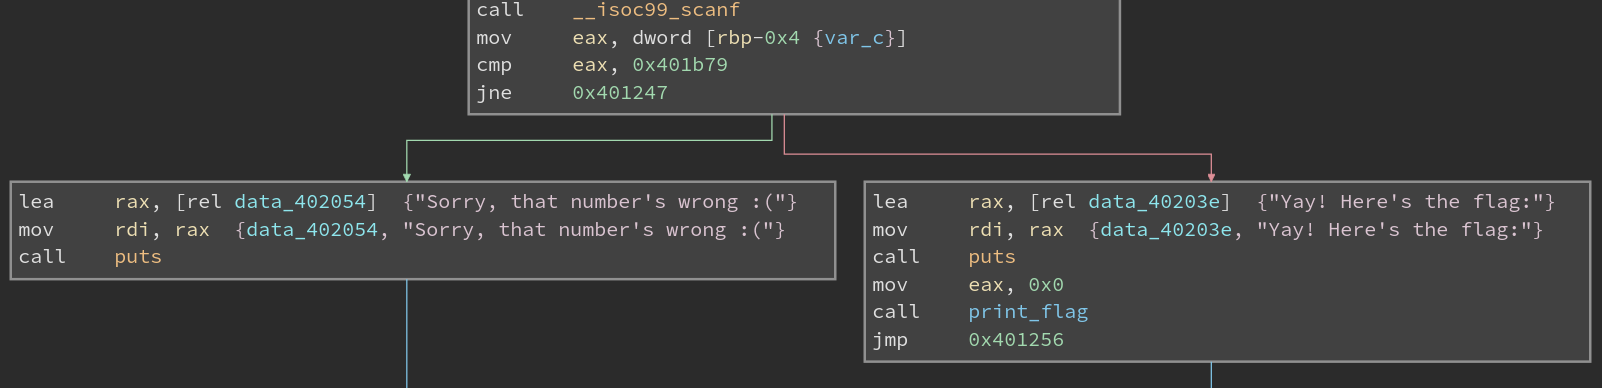 call    __isoc99_scanf
mov     eax, dword [rbp-0x4 {var_c}]
cmp     eax, 0x401b79
jne     0x401247
lea     rax, [rel data_402054]  {"Sorry, that number's wrong :("}
mov     rdi, rax  {data_402054, "Sorry, that number's wrong :("}
call    puts
lea     rax, [rel data_40203e]  {"Yay! Here's the flag:"}
mov     rdi, rax  {data_40203e, "Yay! Here's the flag:"}
call    puts
mov     eax, 0x0
call    print_flag
jmp     0x401256